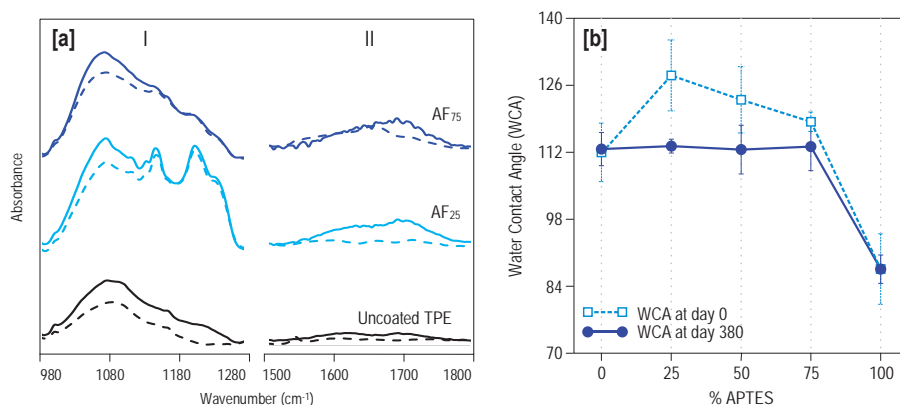 [a]
I
II
AF75
AF25
Uncoated TPE
Absorbance
980 1080 1180 1280 1500 1600 1700 1800
Wavenumber (cm-1)
[b]
140
126
112
98
84
70
Water Contact Angle (WCA)
WCA at day 0
WCA at day 380
0 25 50 75 100
% APTES